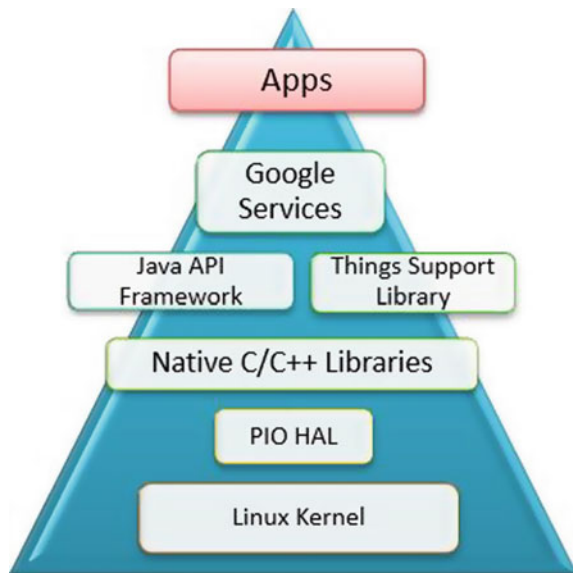 Apps
Google
Services
Java API
Framework
Things Support
Library
Native C/C++ Libraries
PIO HAL
Linux Kernel